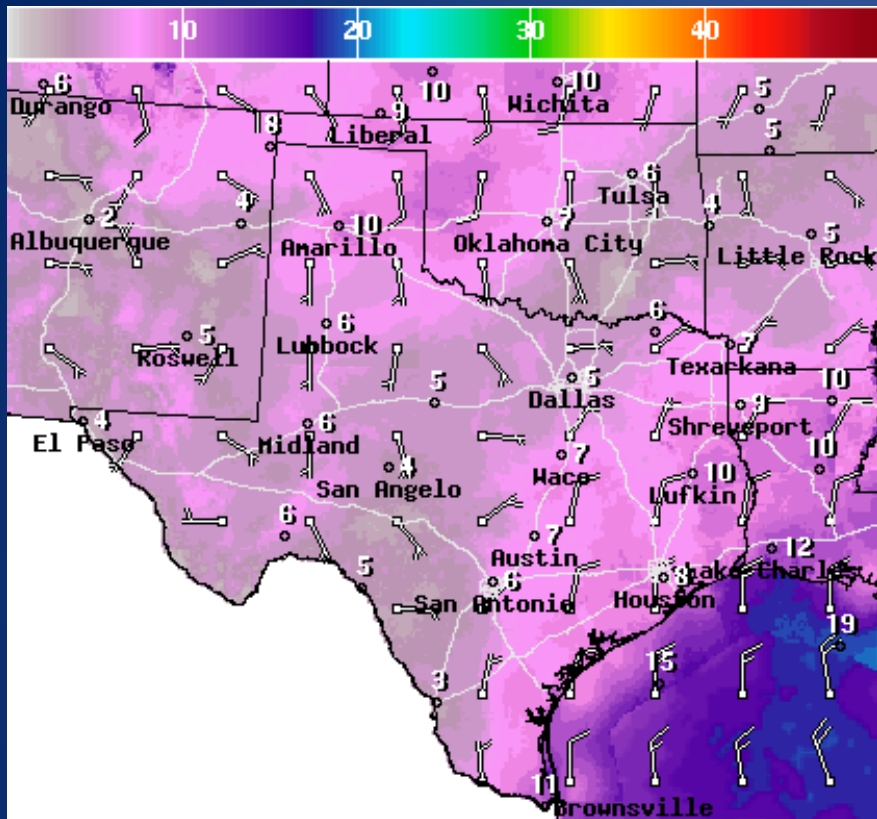 10 20 30 40
6 10 10 5
Durango 9 Wichita
8 Liberal 5
6
Tulsa
2 4 10 7 4 5
Albuquerque Amarillo Oklahoma City Little Rock
5 6 6 7
Roswell Lubbock Texarkana
5 5 9 10
Dallas
4 6 Shreveport
El Paso Midland 4 7 10 10
San Angelo Waco Lufkin
6 7 12
Austin
5 6 8 Lake Charles
San Antonio Houston
19
3 15
11
Brownsville